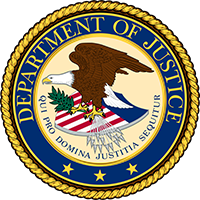 DEPARTMENT OF JUSTICE
QUI PRO DOMINA JUSTITIA SEQUITUR